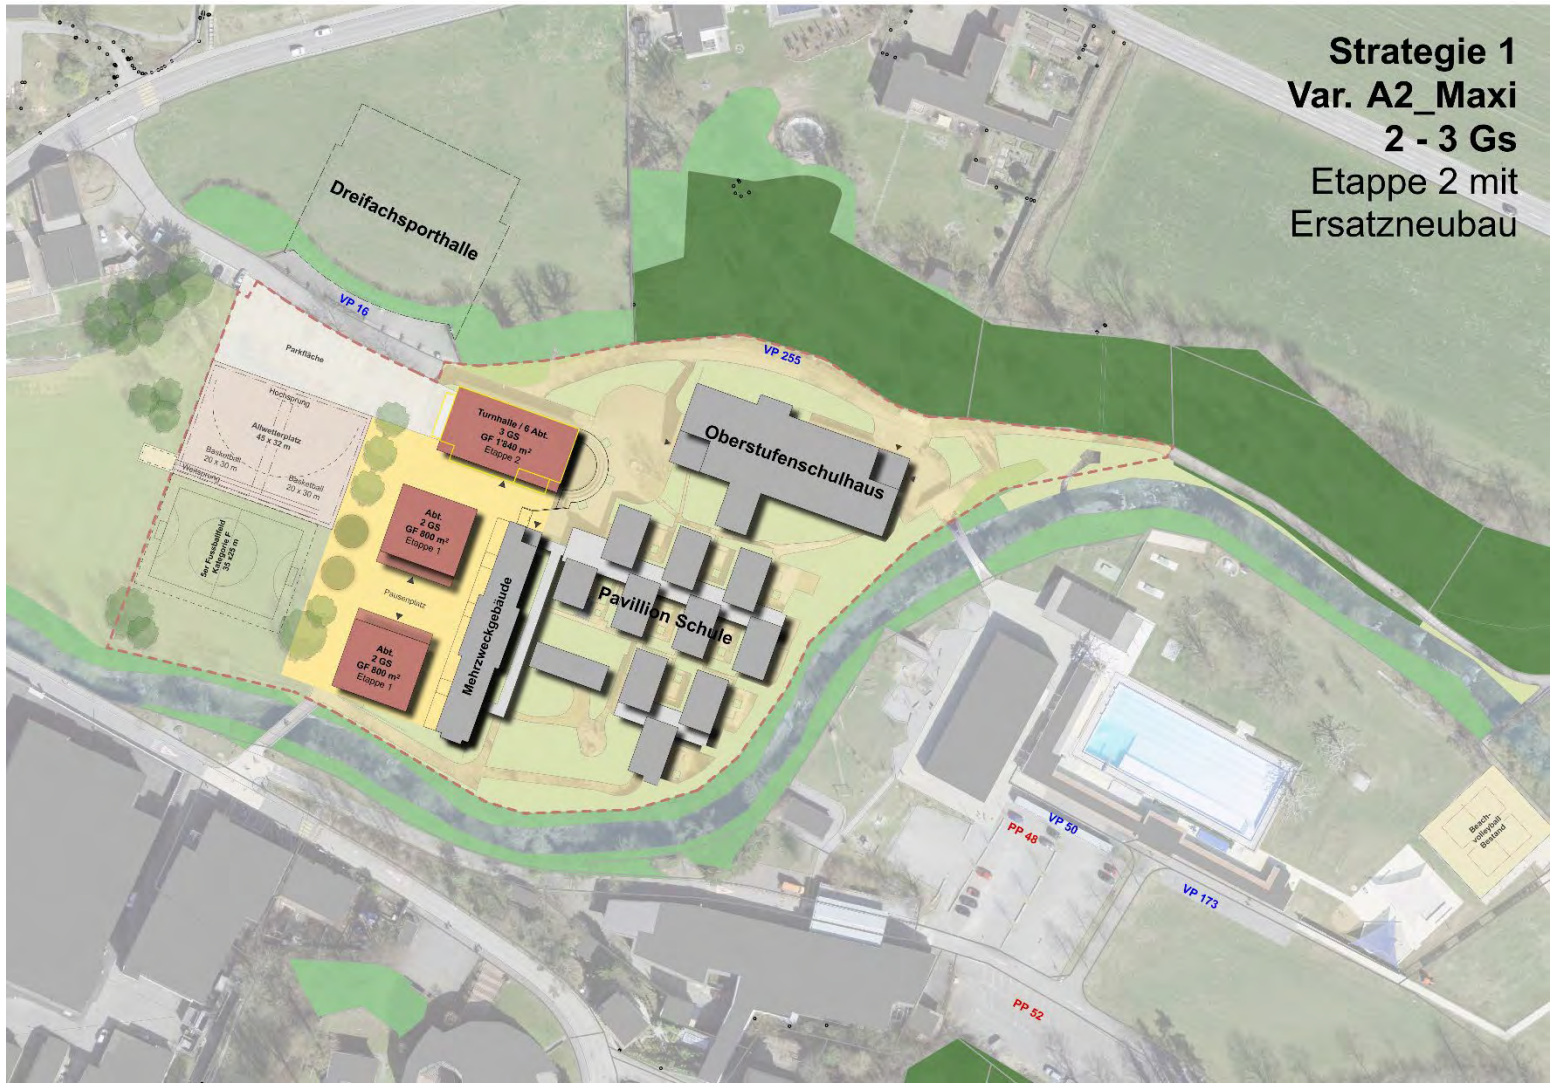 Strategie 1
Var. A2_Maxi
2 - 3 Gs
Etappe 2 mit
Ersatzneubau
Dreifachsporthalle
VP 16
VP 255
Parkfläche
Hochsprung
Allwetterplatz
45 x 32 m
Basketball
20 x 30 m
Weitsprung
Basketball
20 x 30 m
5er Fussballfeld
Kategorie F
35 x25 m
Turnhalle / 6 Abt.
3 GS
GF 1'840 m²
Etappe 2
Abt.
2 GS
GF 800 m²
Etappe 1
Pausenplatz
Abt.
2 GS
GF 800 m²
Etappe 1
Mehrzweckgebäude
Oberstufenschulhaus
Pavillion Schule
VP 50
PP 48
VP 173
PP 52
Beach-
volleyball
Bestand